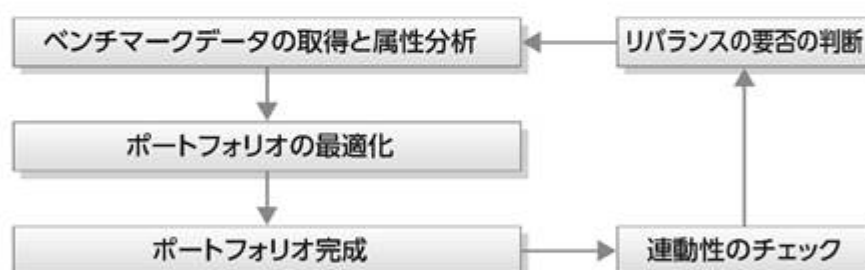 ベンチマークデータの取得と属性分析
リバランスの要否の判断
ポートフォリオの最適化
ポートフォリオ完成
連動性のチェック